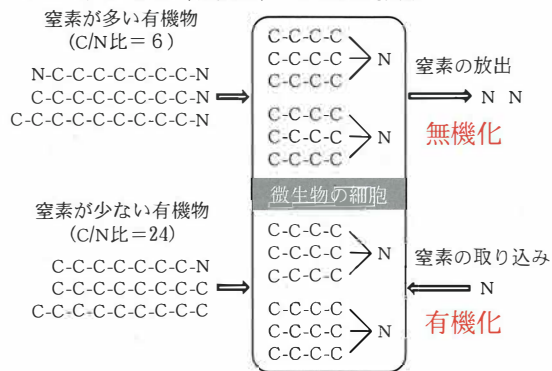 窒素が多い有機物
(C/N比=6)
N-C-C-C-C-C-C-C-N
C-C-C-C-C-C-C-N
C-C-C-C-C-C-C-C-N
C-C-C-C
C-C-C-C
C-C-C-C
N
C-C-C-C
C-C-C-C
C-C-C-C
N
窒素の放出
N N
無機化
微生物の細胞
窒素が少ない有機物
(C/N比=24)
C-C-C-C-C-C-C-N
C-C-C-C-C-C-C-C
C-C-C-C-C-C-C-C-C
C-C-C-C
C-C-C-C
C-C-C-C
N
C-C-C-C
C-C-C-C
C-C-C-C
N
窒素の取り込み
N
有機化